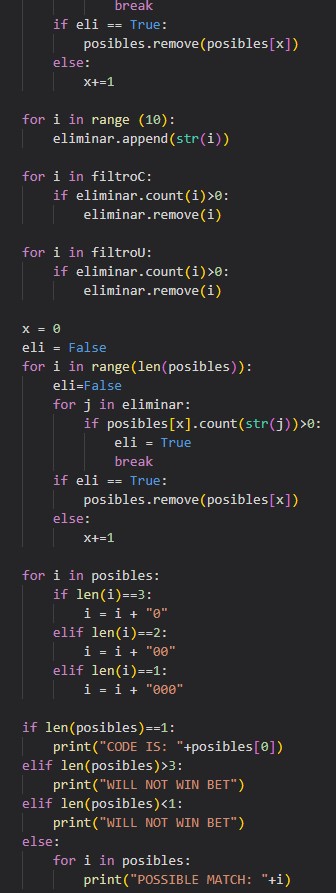 break
if eli == True:
posibles.remove(posibles[x])
else:
x+=1
for i in range (10):
eliminar.append(str(i))
for i in filtroC:
if eliminar.count(i)>0:
eliminar.remove(i)
for i in filtroU:
if eliminar.count(i)>0:
eliminar.remove(i)
x = 0
eli = False
for i in range(len(posibles)):
eli=False
for j in eliminar:
if posibles[x].count(str(j))>0:
eli = True
break
if eli == True:
posibles.remove(posibles[x])
else:
x+=1
for i in posibles:
if len(i)==3:
i = i + "0"
elif len(i)==2:
i = i + "00"
elif len(i)==1:
i = i + "000"
if len(posibles)==1:
print("CODE IS: "+posibles[0])
elif len(posibles)>3:
print("WILL NOT WIN BET")
elif len(posibles)<1:
print("WILL NOT WIN BET")
else:
for i in posibles:
print("POSSIBLE MATCH: "+i)